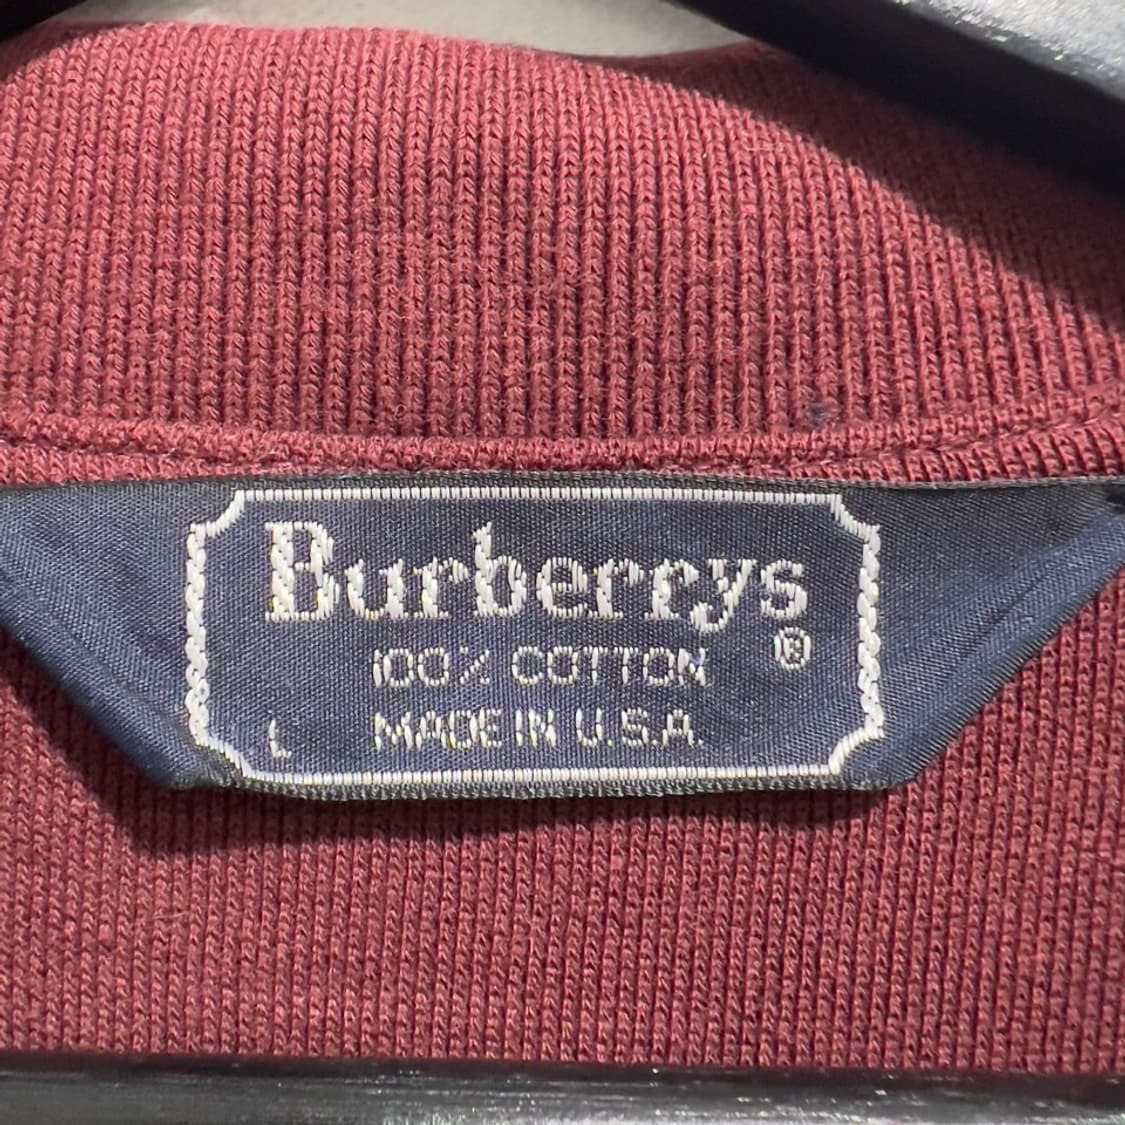 Burberrys
®
100% COTTON
L MADE IN U.S.A.